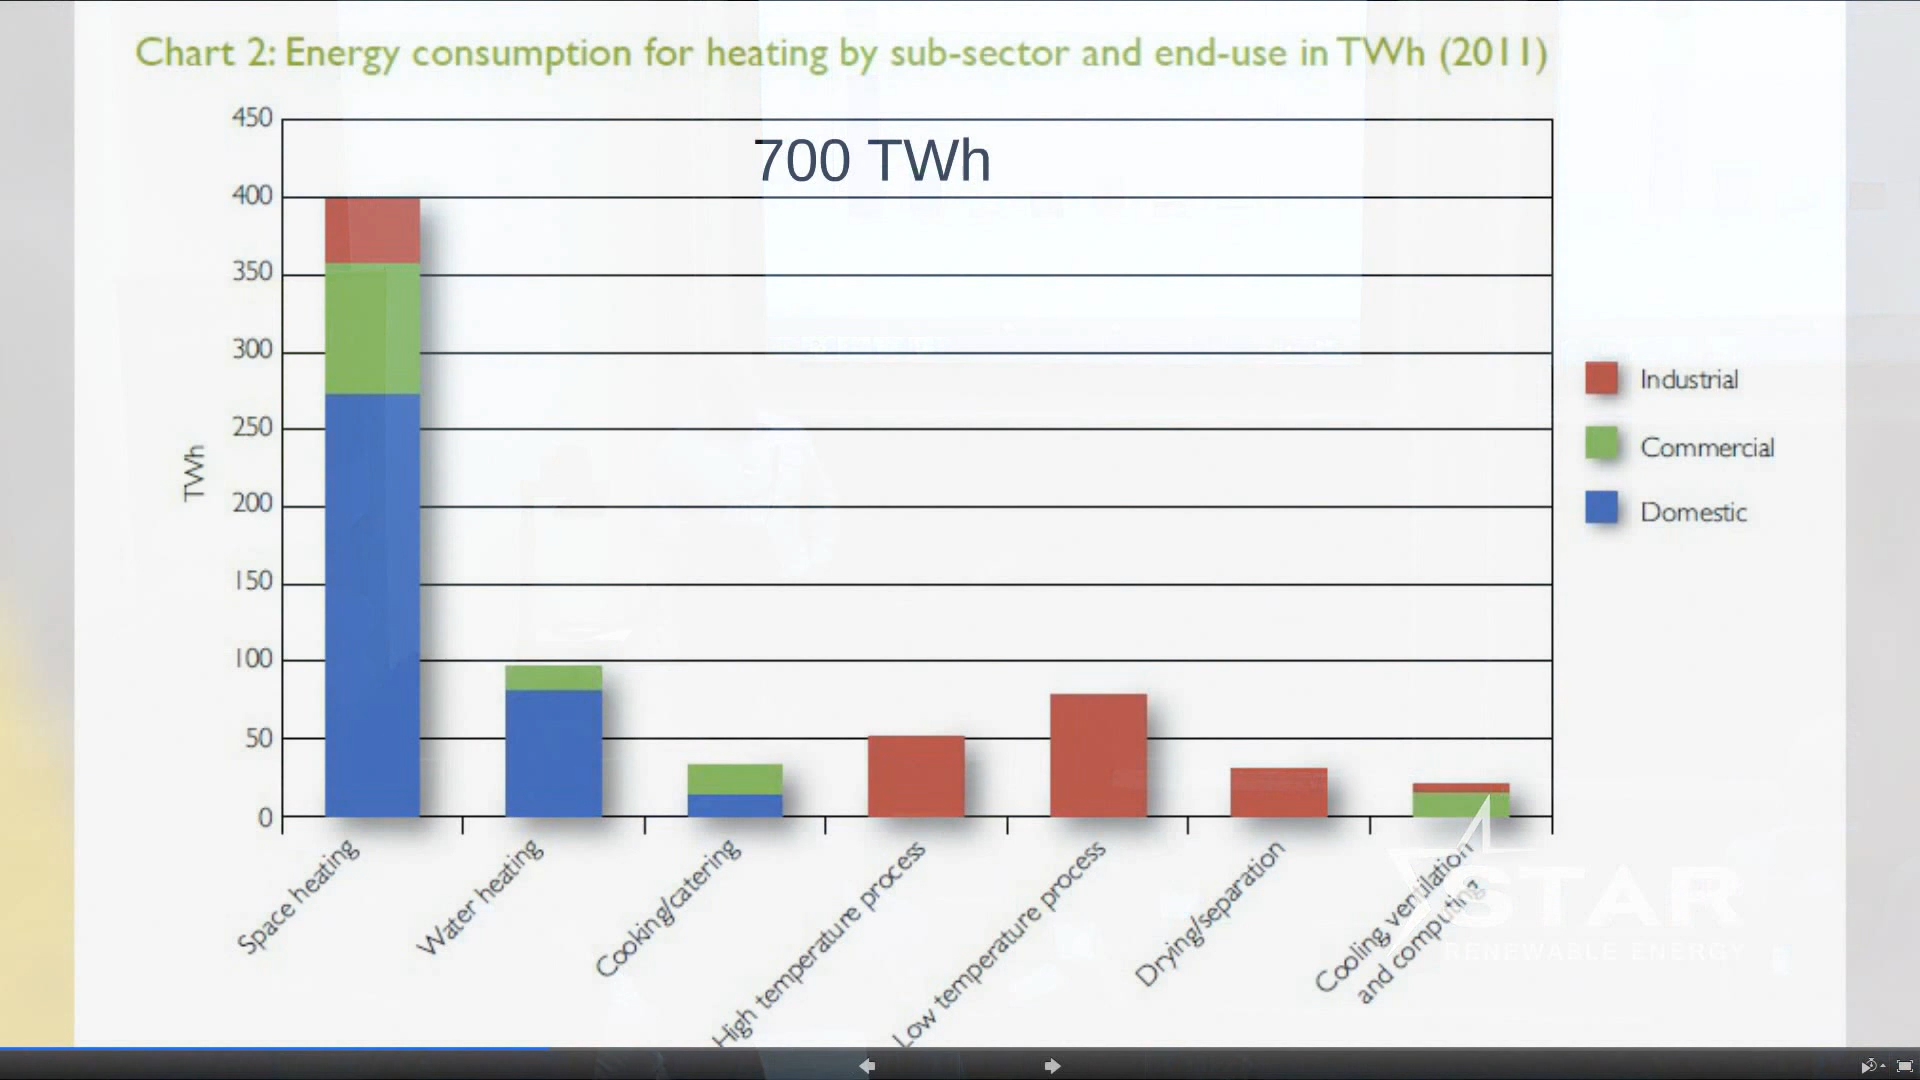 Chart 2: Energy consumption for heating by sub-sector and end-use in TWh (2011)
700 TWh
450
400
350
300
250
200
150
100
50
0
TWh
Industrial
Commercial
Domestic
Space heating
Water heating
Cooking/catering
High temperature process
Low temperature process
Drying/separation
Cooling ventilation
and computing
STAR
RENEWABLE ENERGY